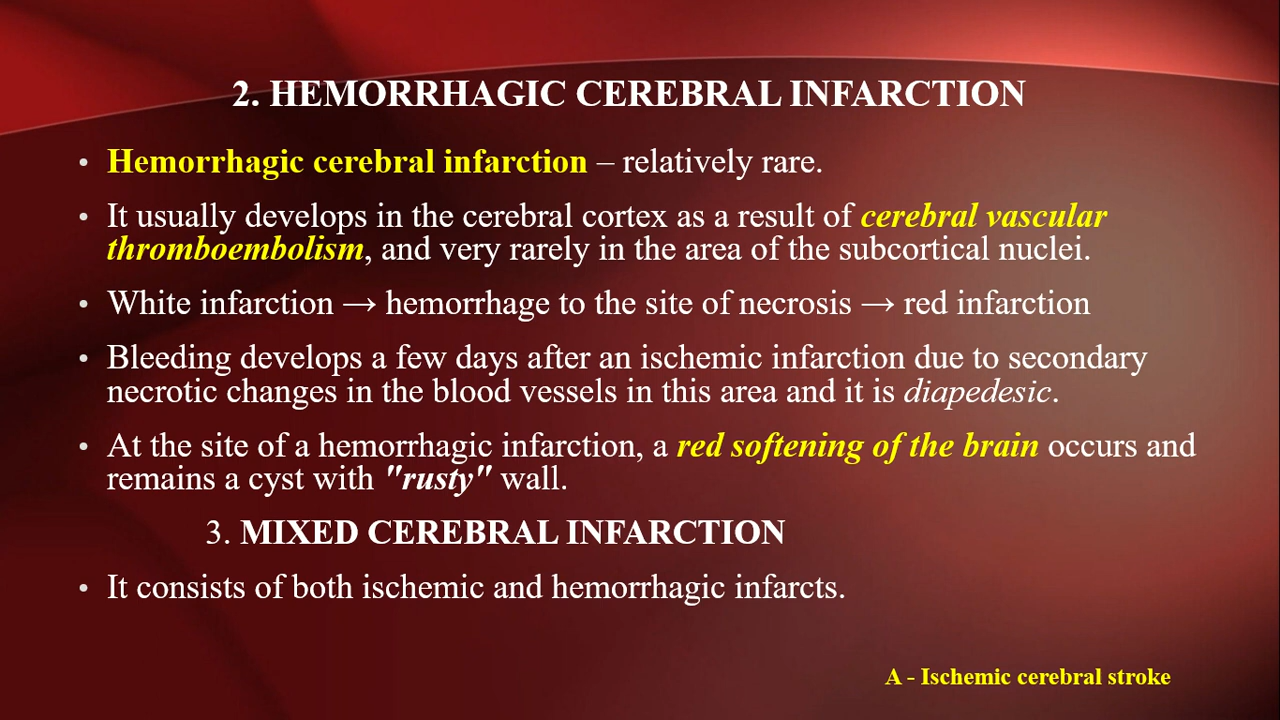 2. HEMORRHAGIC CEREBRAL INFARCTION
• Hemorrhagic cerebral infarction – relatively rare.
• It usually develops in the cerebral cortex as a result of cerebral vascular
thromboembolism, and very rarely in the area of the subcortical nuclei.
• White infarction → hemorrhage to the site of necrosis → red infarction
• Bleeding develops a few days after an ischemic infarction due to secondary
necrotic changes in the blood vessels in this area and it is diapedesic.
• At the site of a hemorrhagic infarction, a red softening of the brain occurs and
remains a cyst with "rusty" wall.
3. MIXED CEREBRAL INFARCTION
• It consists of both ischemic and hemorrhagic infarcts.
A - Ischemic cerebral stroke